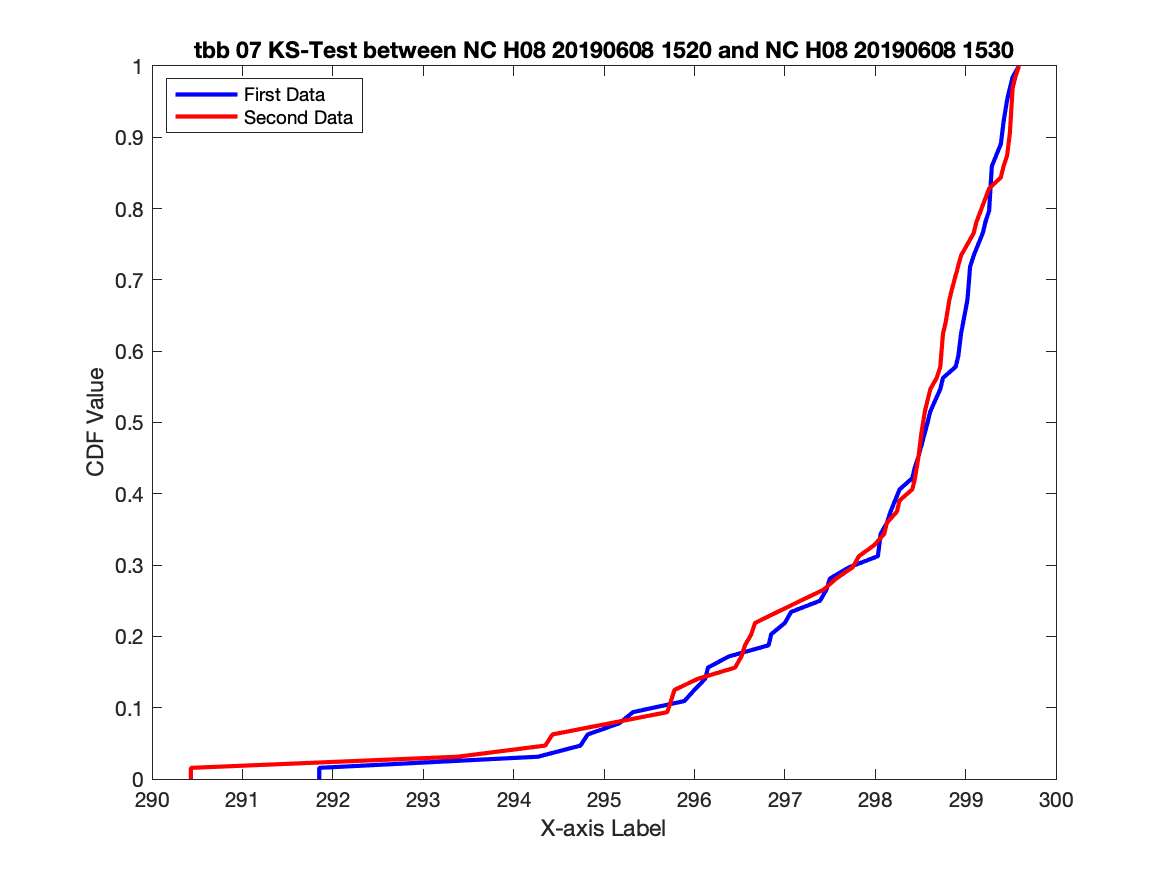 tbb 07 KS-Test between NC H08 20190608 1520 and NC H08 20190608 1530
First Data
Second Data
1
0.9
0.8
0.7
0.6
0.5
0.4
0.3
0.2
0.1
0
CDF Value
290 291 292 293 294 295 296 297 298 299 300
X-axis Label